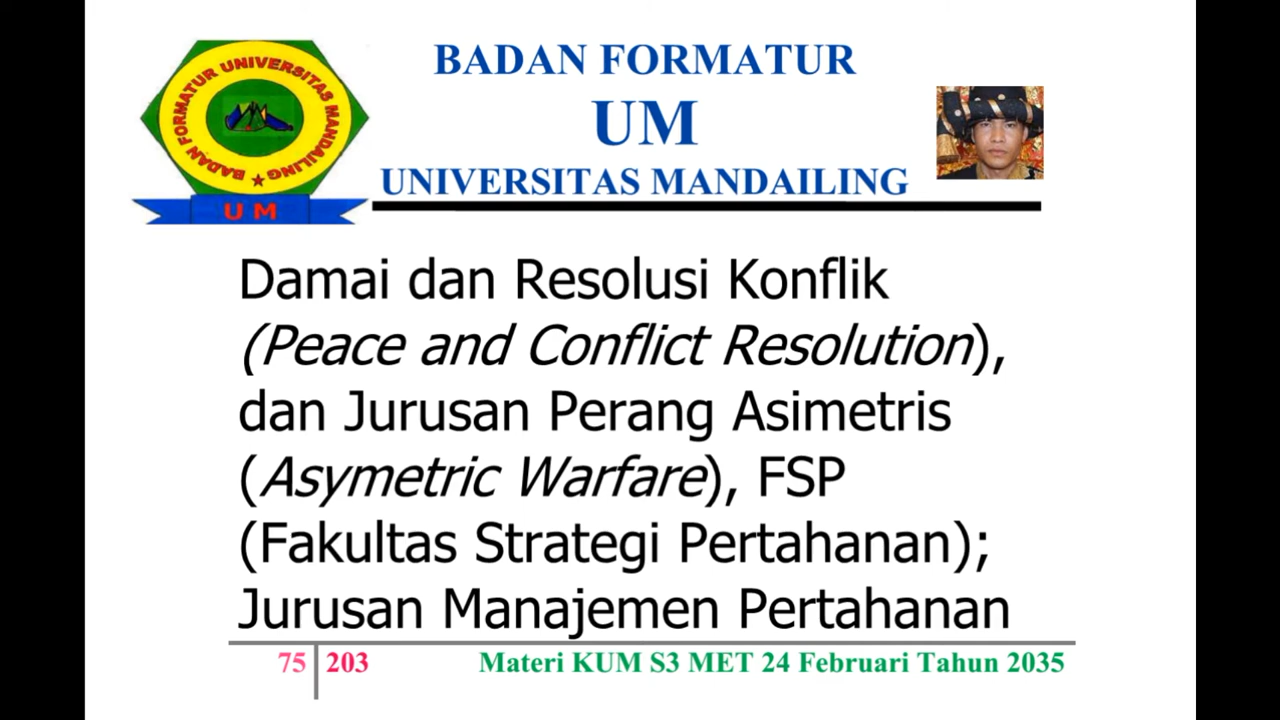 BADAN FORMATUR UNIVERSITAS MANDAILING
UM
BADAN FORMATUR
UM
UNIVERSITAS MANDAILING
Damai dan Resolusi Konflik
(Peace and Conflict Resolution),
dan Jurusan Perang Asimetris
(Asymetric Warfare), FSP
(Fakultas Strategi Pertahanan);
Jurusan Manajemen Pertahanan
75 203 Materi KUM S3 MET 24 Februari Tahun 2035